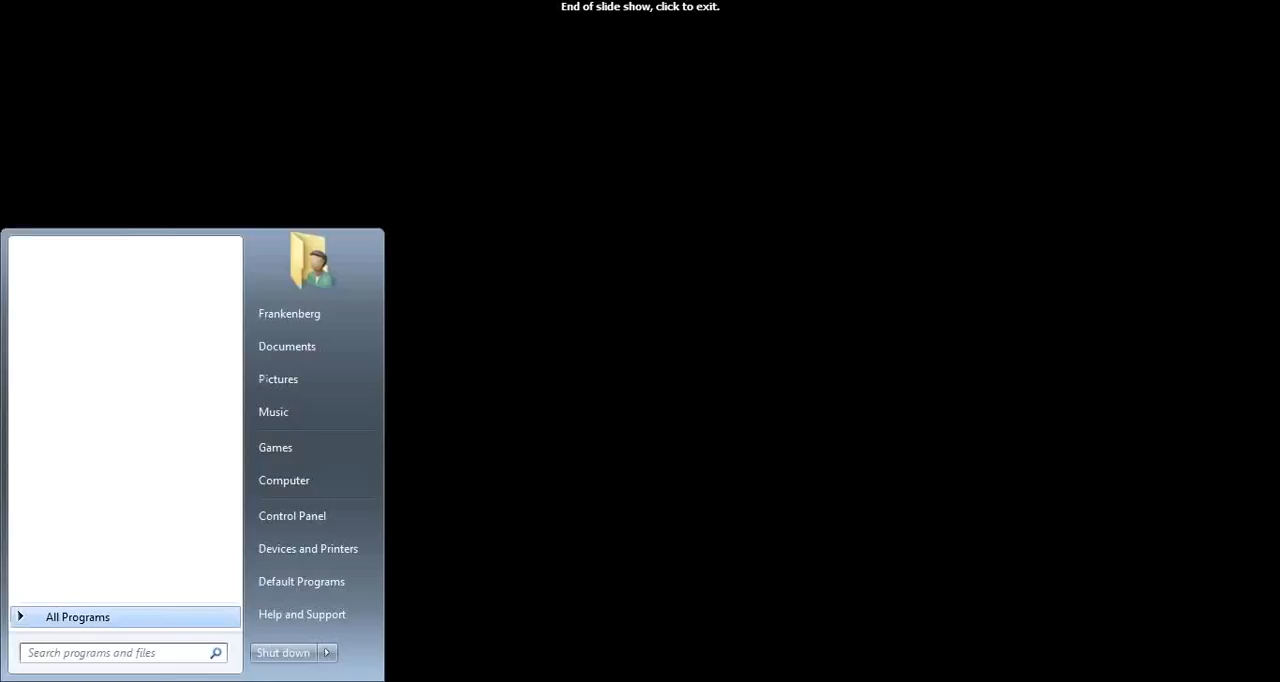 End of slide show, click to exit.
Frankenberg
Documents
Pictures
Music
Games
Computer
Control Panel
Devices and Printers
Default Programs
Help and Support
All Programs
Search programs and files
Shut down